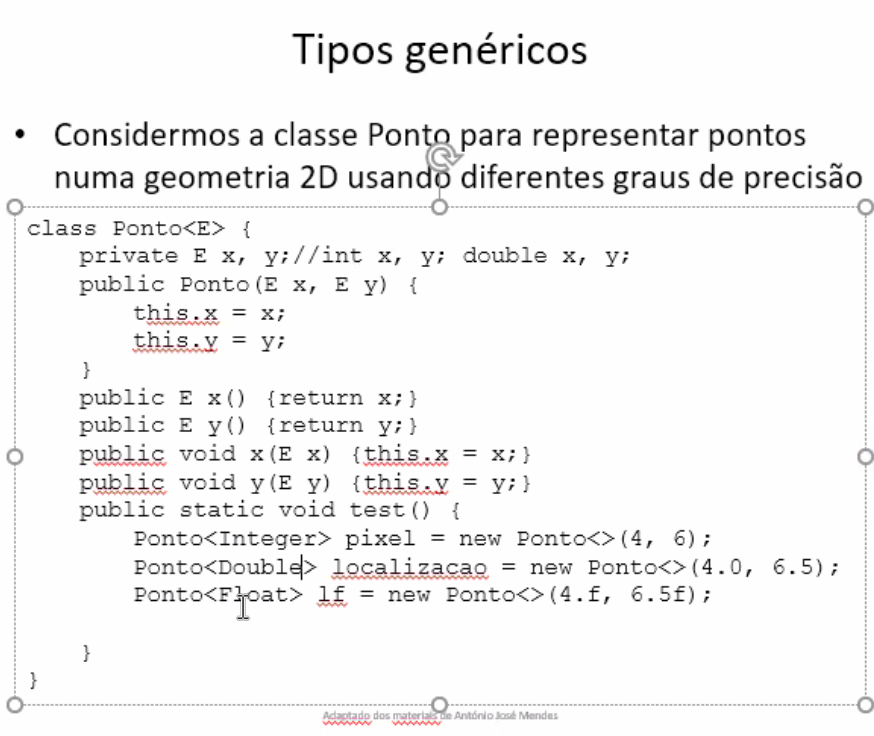 Tipos genéricos
• Considermos a classe Ponto para representar pontos
numa geometria 2D usando diferentes graus de precisão
class Ponto<E> {
    private E x, y;//int x, y; double x, y;
    public Ponto(E x, E y) {
        this.x = x;
        this.y = y;
    }
    public E x() {return x;}
    public E y() {return y;}
    public void x(E x) {this.x = x;}
    public void y(E y) {this.y = y;}
    public static void test() {
        Ponto<Integer> pixel = new Ponto<>(4, 6);
        Ponto<Double> localizacao = new Ponto<>(4.0, 6.5);
        Ponto<Float> lf = new Ponto<>(4.f, 6.5f);
    }
}
Adaptado dos materiais de António José Mendes